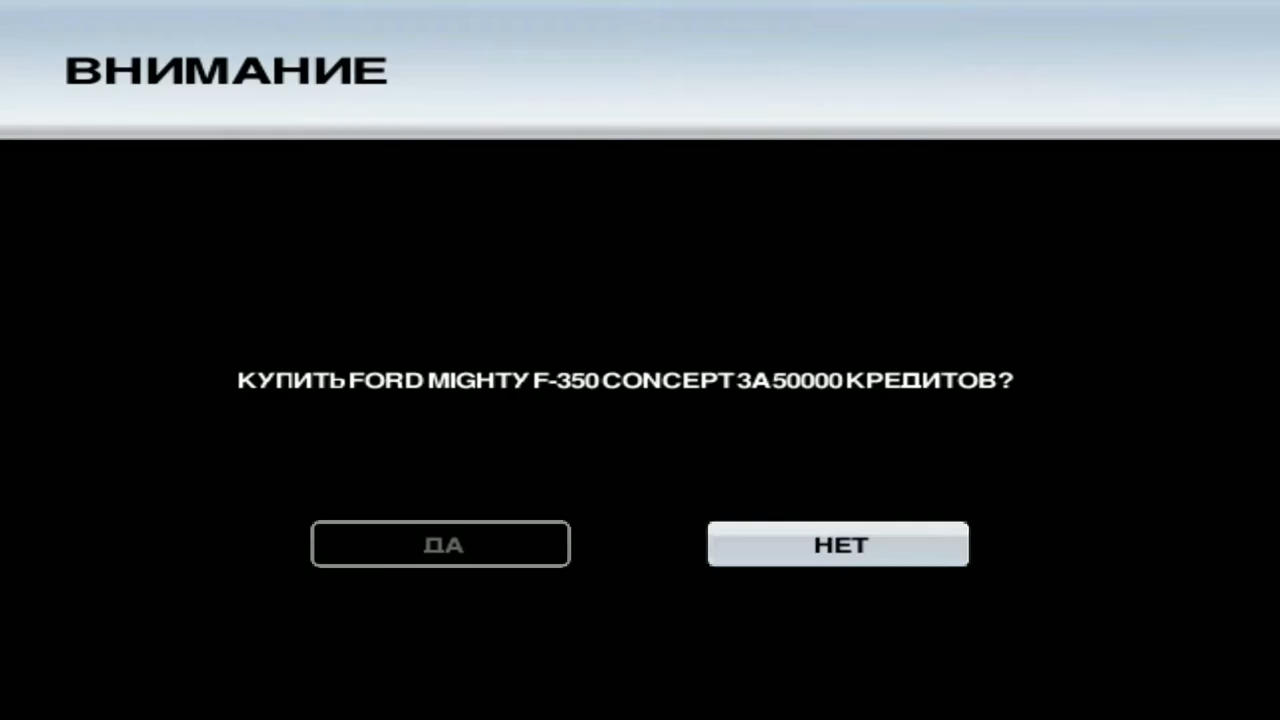 ВНИМАНИЕ
КУПИТЬ FORD MIGHTY F-350 CONCEPT ЗА 50000 КРЕДИТОВ?
ДА
НЕТ